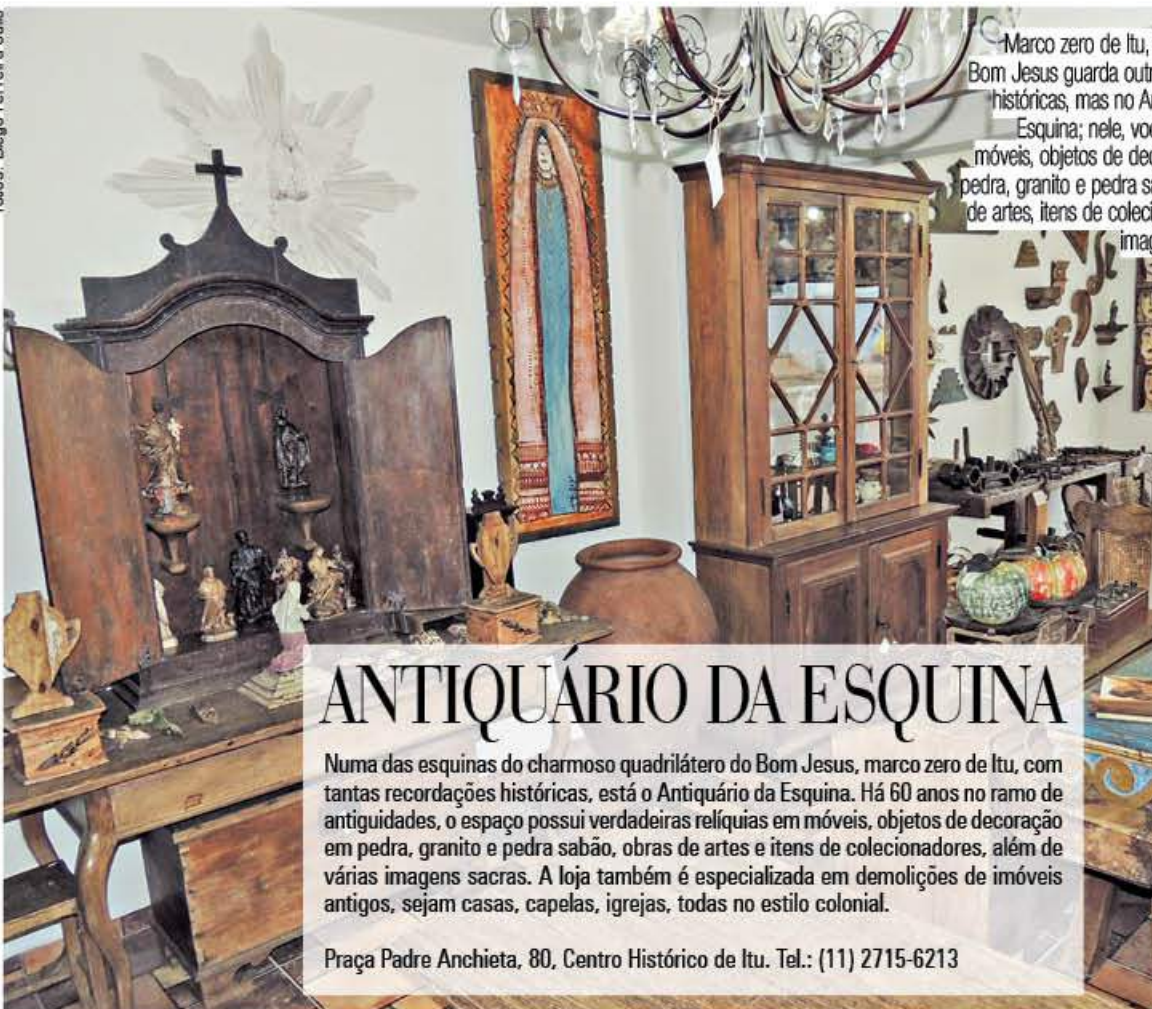 Marco zero de Itu,
Bom Jesus guarda
históricas, mas no
Esquina; nele,
móveis, objetos de
pedra, granito e pedra
de artes, itens de
ANTIQUÁRIO DA ESQUINA
Numa das esquinas do charmoso quadrilátero do Bom Jesus, marco zero de Itu, com
tantas recordações históricas, está o Antiquário da Esquina. Há 60 anos no ramo de
antiguidades, o espaço possui verdadeiras relíquias em móveis, objetos de decoração
em pedra, granito e pedra sabão, obras de artes e itens de colecionadores, além de
várias imagens sacras. A loja também é especializada em demolições de imóveis
antigos, sejam casas, capelas, igrejas, todas no estilo colonial.
Praça Padre Anchieta, 80, Centro Histórico de Itu. Tel.: (11) 2715-6213